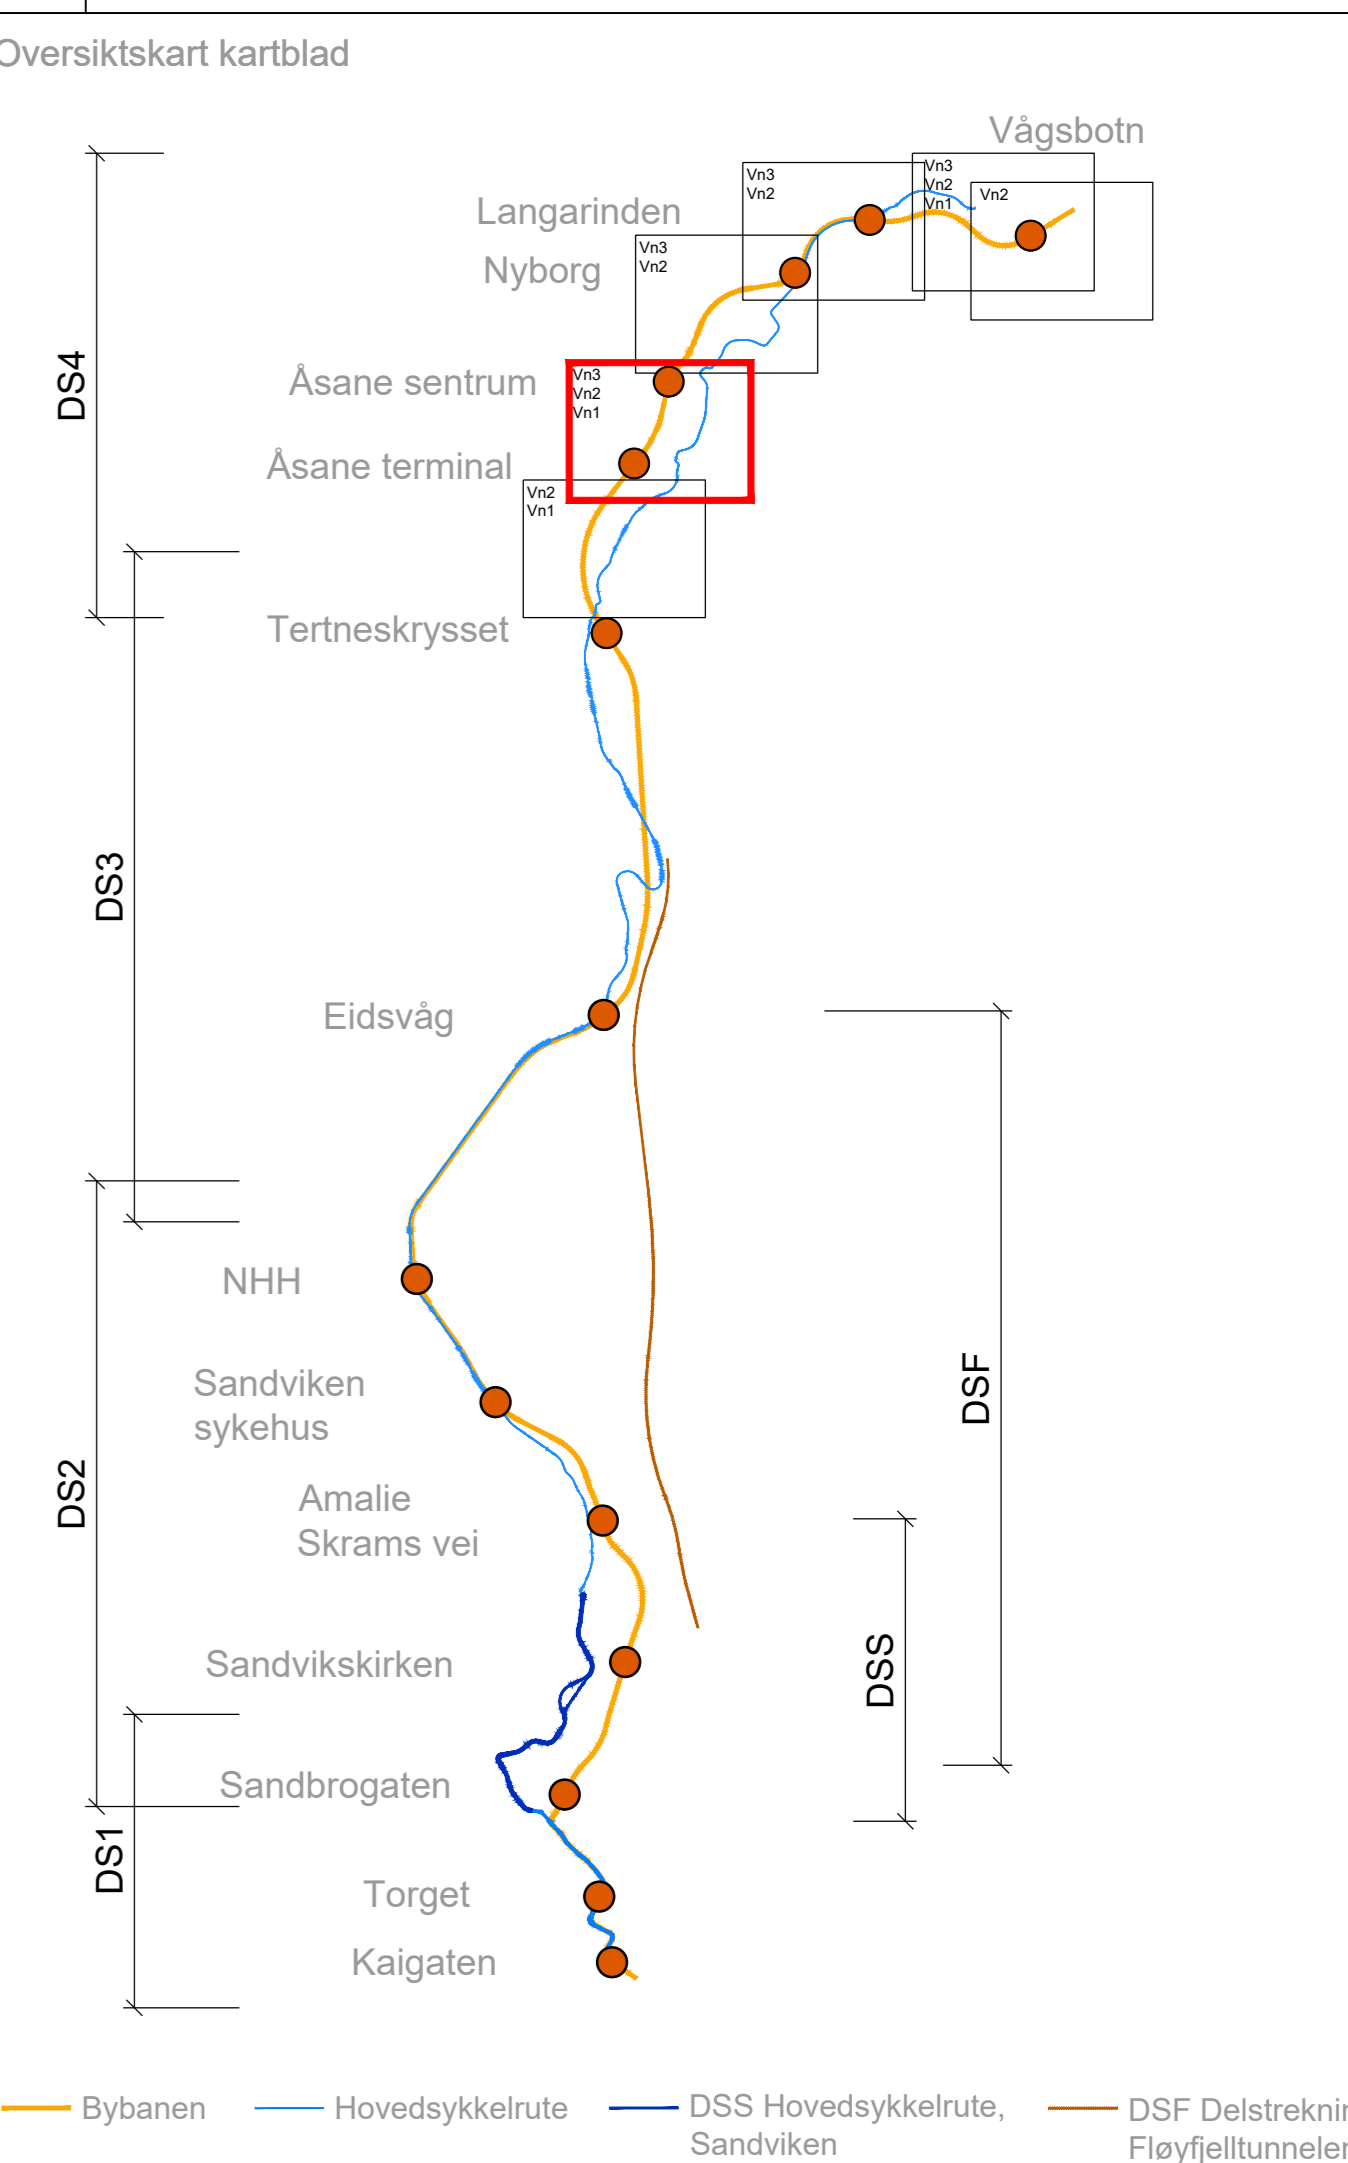 Oversiktskart kartblad
Vågsbotn
Vn3
Vn2
Vn1
Vn2
Vn3
Vn2
Langarinden
Vn3
Vn2
Nyborg
DS4
Åsane sentrum
Vn3
Vn2
Vn1
Åsane terminal
Vn2
Vn1
Tertneskrysset
DS3
Eidsvåg
NHH
Sandviken
sykehus
DSF
DS2
Amalie
Skrams vei
DSS
Sandvikskirken
Sandbrogaten
DS1
Torget
Kaigaten
Bybanen
Hovedsykkelrute
DSS Hovedsykkelrute,
Sandviken
DSF